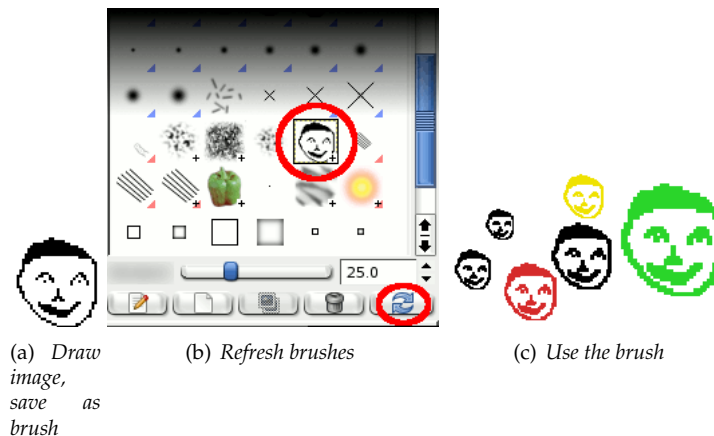 25.0
(a) Draw
image,
save as
brush
(b) Refresh brushes
(c) Use the brush